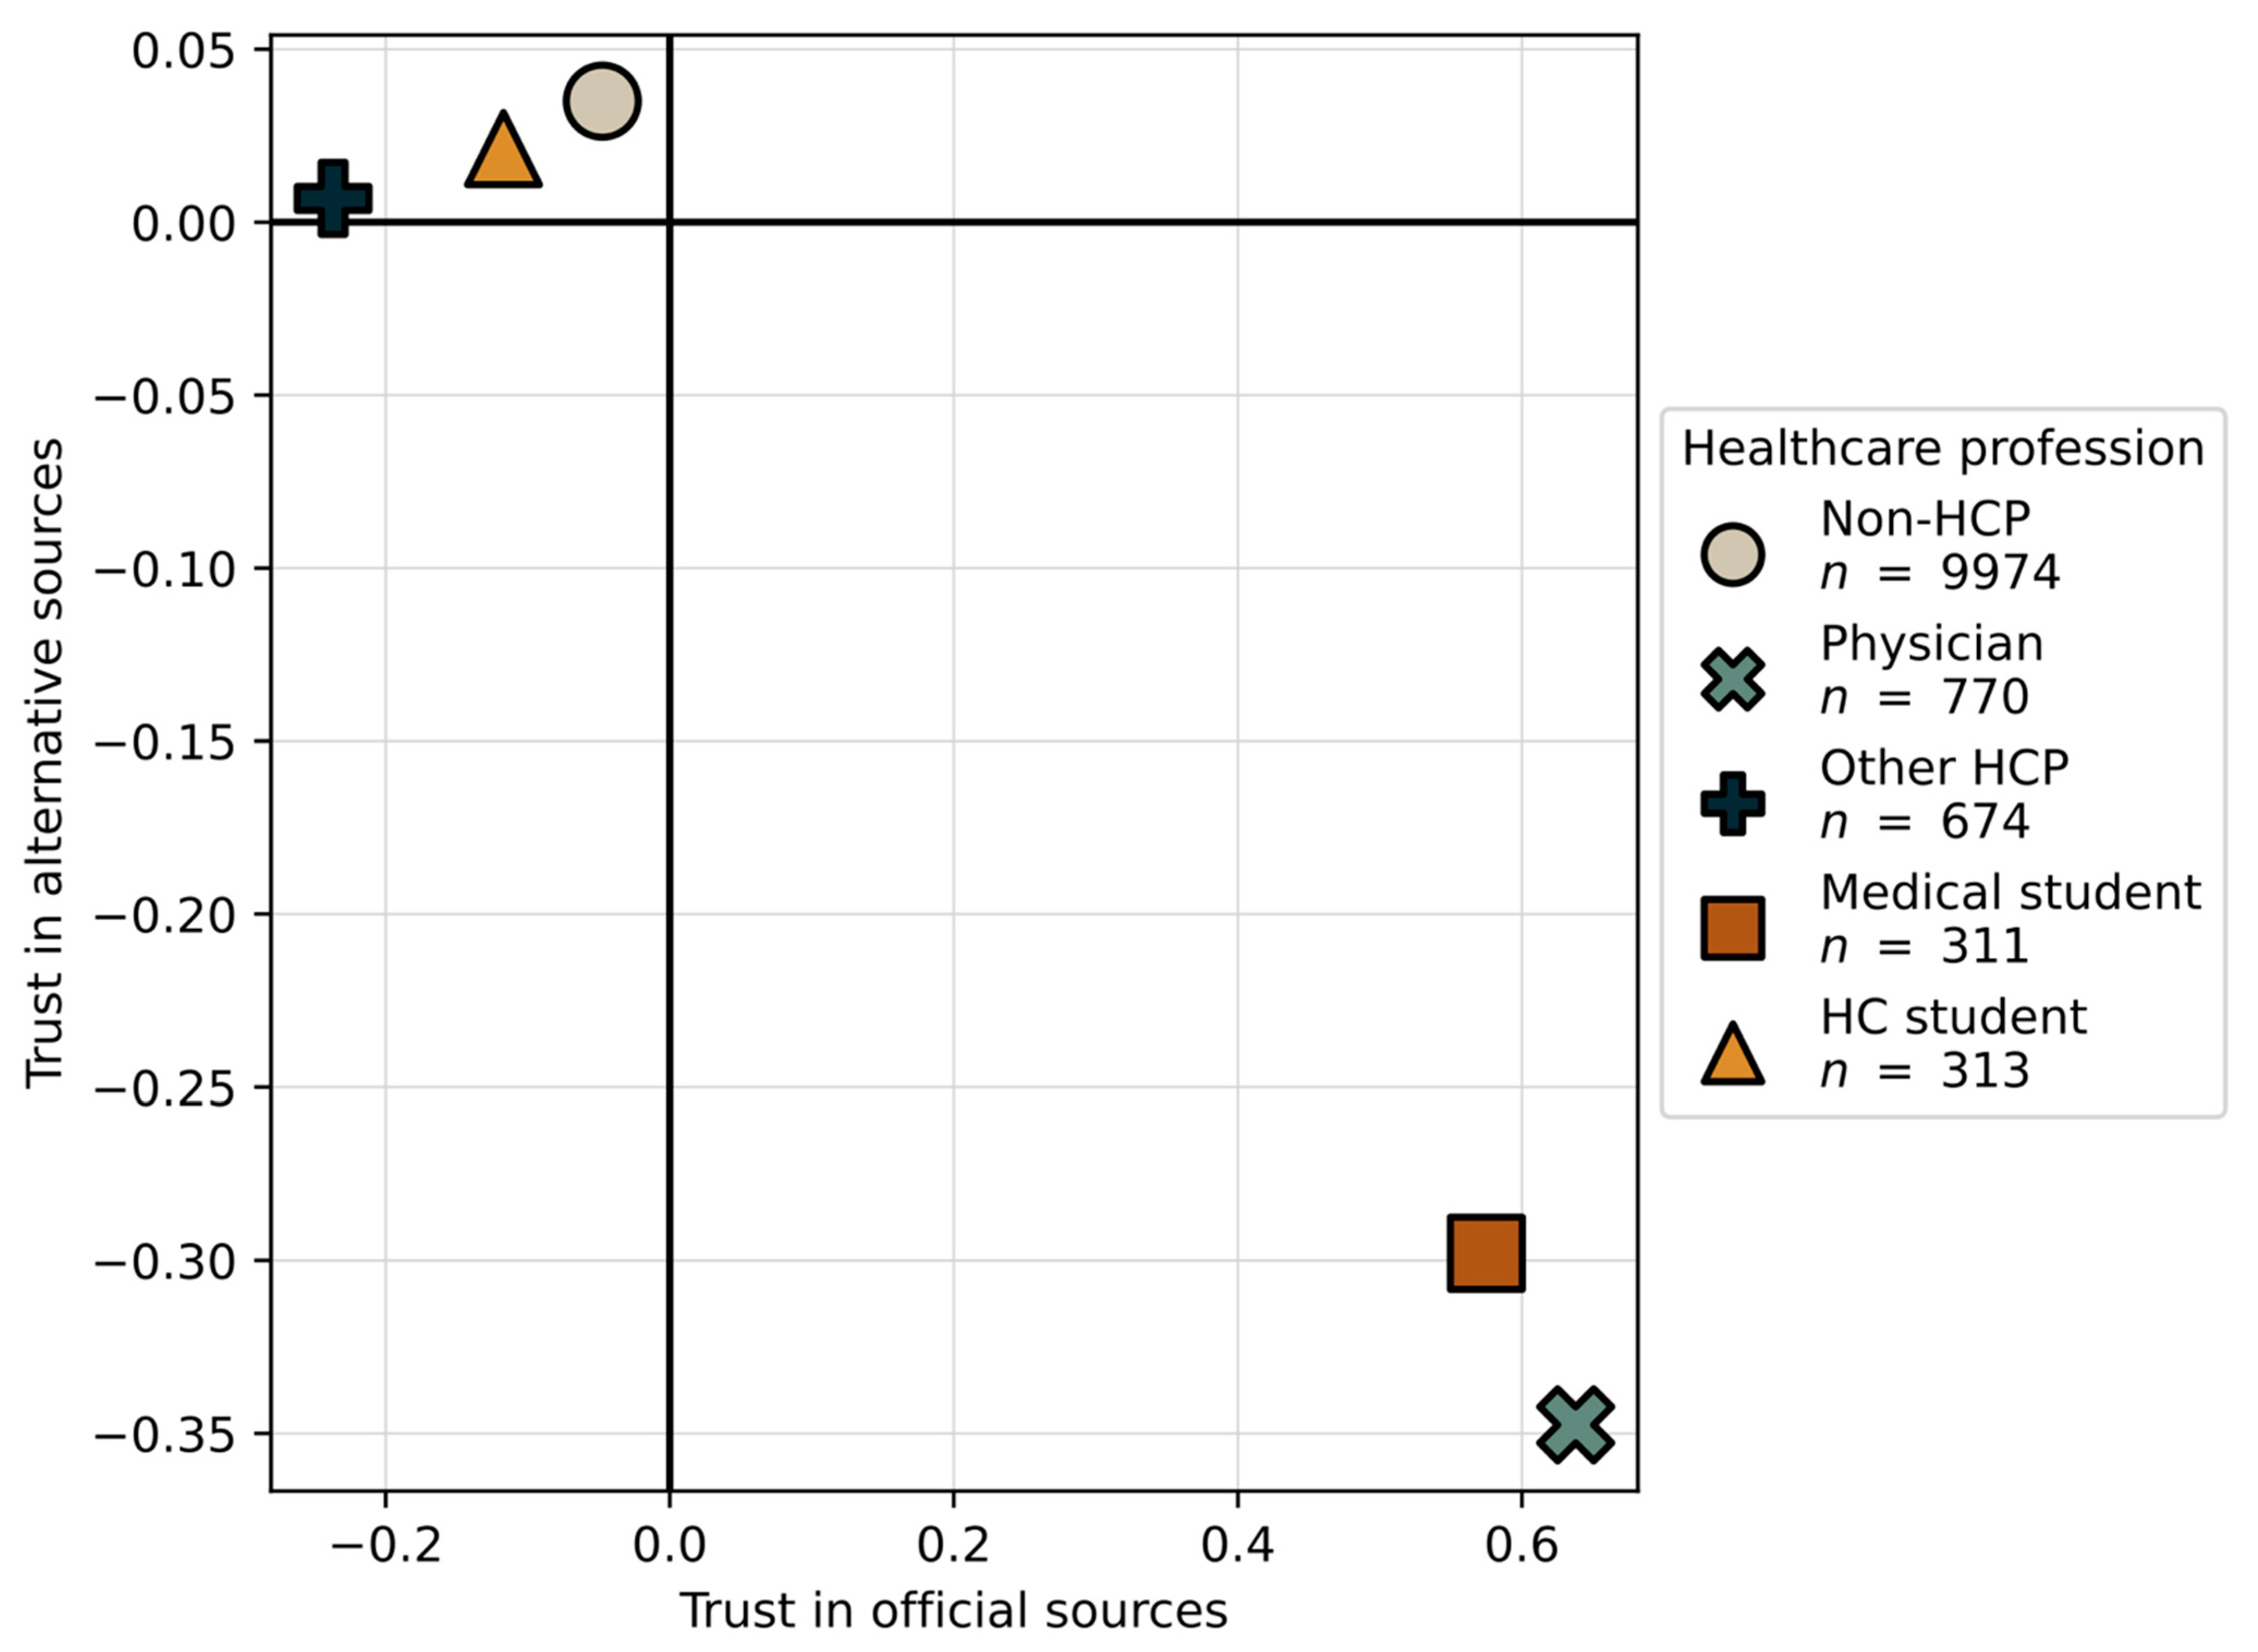 0.05
0.00
−0.05
−0.10
−0.15
−0.20
−0.25
−0.30
−0.35
Trust in alternative sources
−0.2
0.0
0.2
0.4
0.6
Trust in official sources
Healthcare profession
Non-HCP
n = 9974
Physician
n = 770
Other HCP
n = 674
Medical student
n = 311
HC student
n = 313